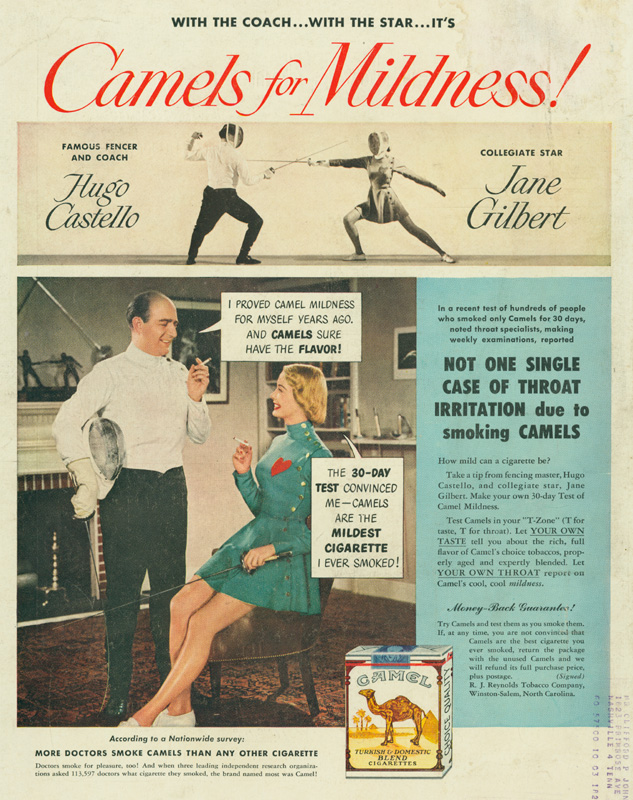 WITH THE COACH...WITH THE STAR...IT'S
Camels for Mildness!
FAMOUS FENCER
AND COACH
Hugo
Castello
COLLEGIATE STAR
Jane
Gilbert
I PROVED CAMEL MILDNESS
FOR MYSELF YEARS AGO.
AND CAMELS SURE
HAVE THE FLAVOR!
THE 30-DAY
TEST CONVINCED
ME—CAMELS
ARE THE
MILDEST
CIGARETTE
I EVER SMOKED!
In a recent test of hundreds of people
who smoked only Camels for 30 days,
noted throat specialists, making
weekly examinations, reported
NOT ONE SINGLE
CASE OF THROAT
IRRITATION due to
smoking CAMELS
How mild can a cigarette be?
Take a tip from fencing master, Hugo
Castello, and collegiate star, Jane
Gilbert. Make your own 30-day Test of
Camel Mildness.
Test Camels in your "T-Zone" (T for
taste, T for throat). Let YOUR OWN
TASTE tell you about the rich, full
flavor of Camel's choice tobaccos, prop-
erly aged and expertly blended. Let
YOUR OWN THROAT report on
Camel's cool, cool mildness.
Money-Back Guarantee!
Try Camels and test them as you smoke them.
If, at any time, you are not convinced that
Camels are the best cigarette you
ever smoked, return the package
with the unused Camels and we
will refund its full purchase price,
plus postage. (Signed)
R. J. Reynolds Tobacco Company,
Winston-Salem, North Carolina.
CAMEL
TURKISH & DOMESTIC
BLEND
CIGARETTES
CHOICE QUALITY
According to a Nationwide survey:
MORE DOCTORS SMOKE CAMELS THAN ANY OTHER CIGARETTE
Doctors smoke for pleasure, too! And when three leading independent research organiza-
tions asked 113,597 doctors what cigarette they smoked, the brand named most was Camel!
NASHVILLE 4 TENN